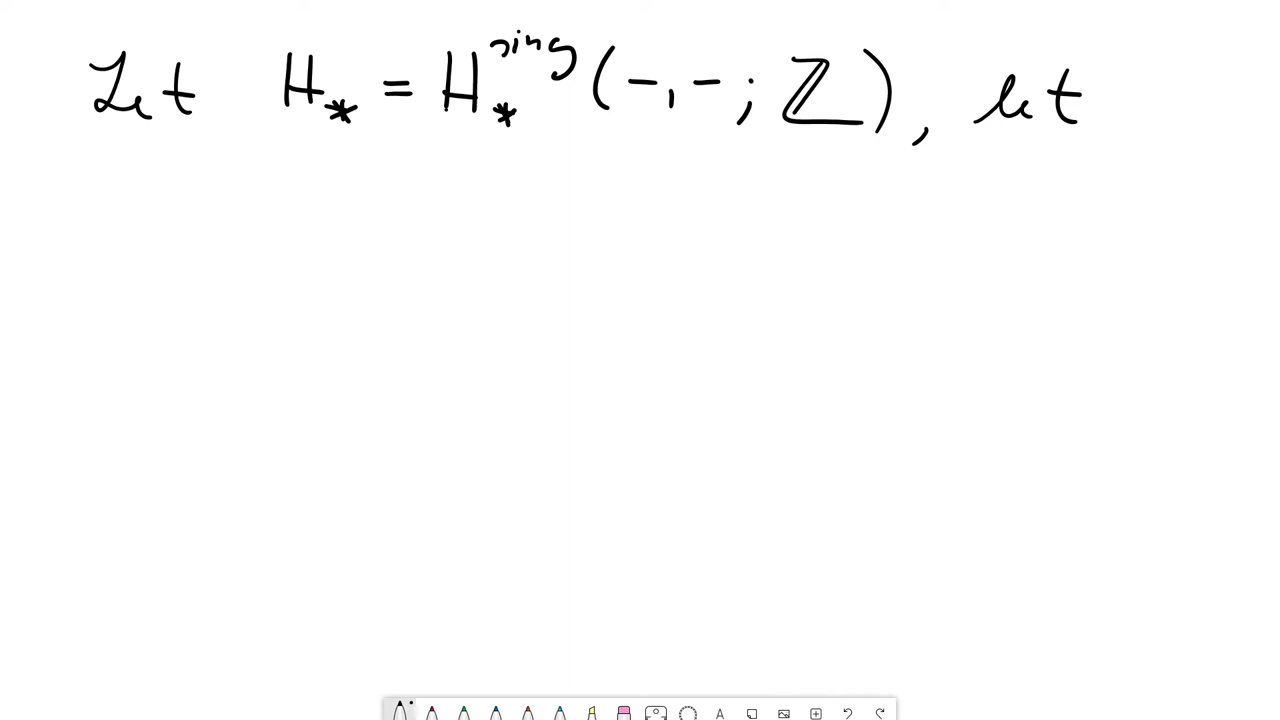 Let H_* = H_*^{sing}(-,-; ℤ), let